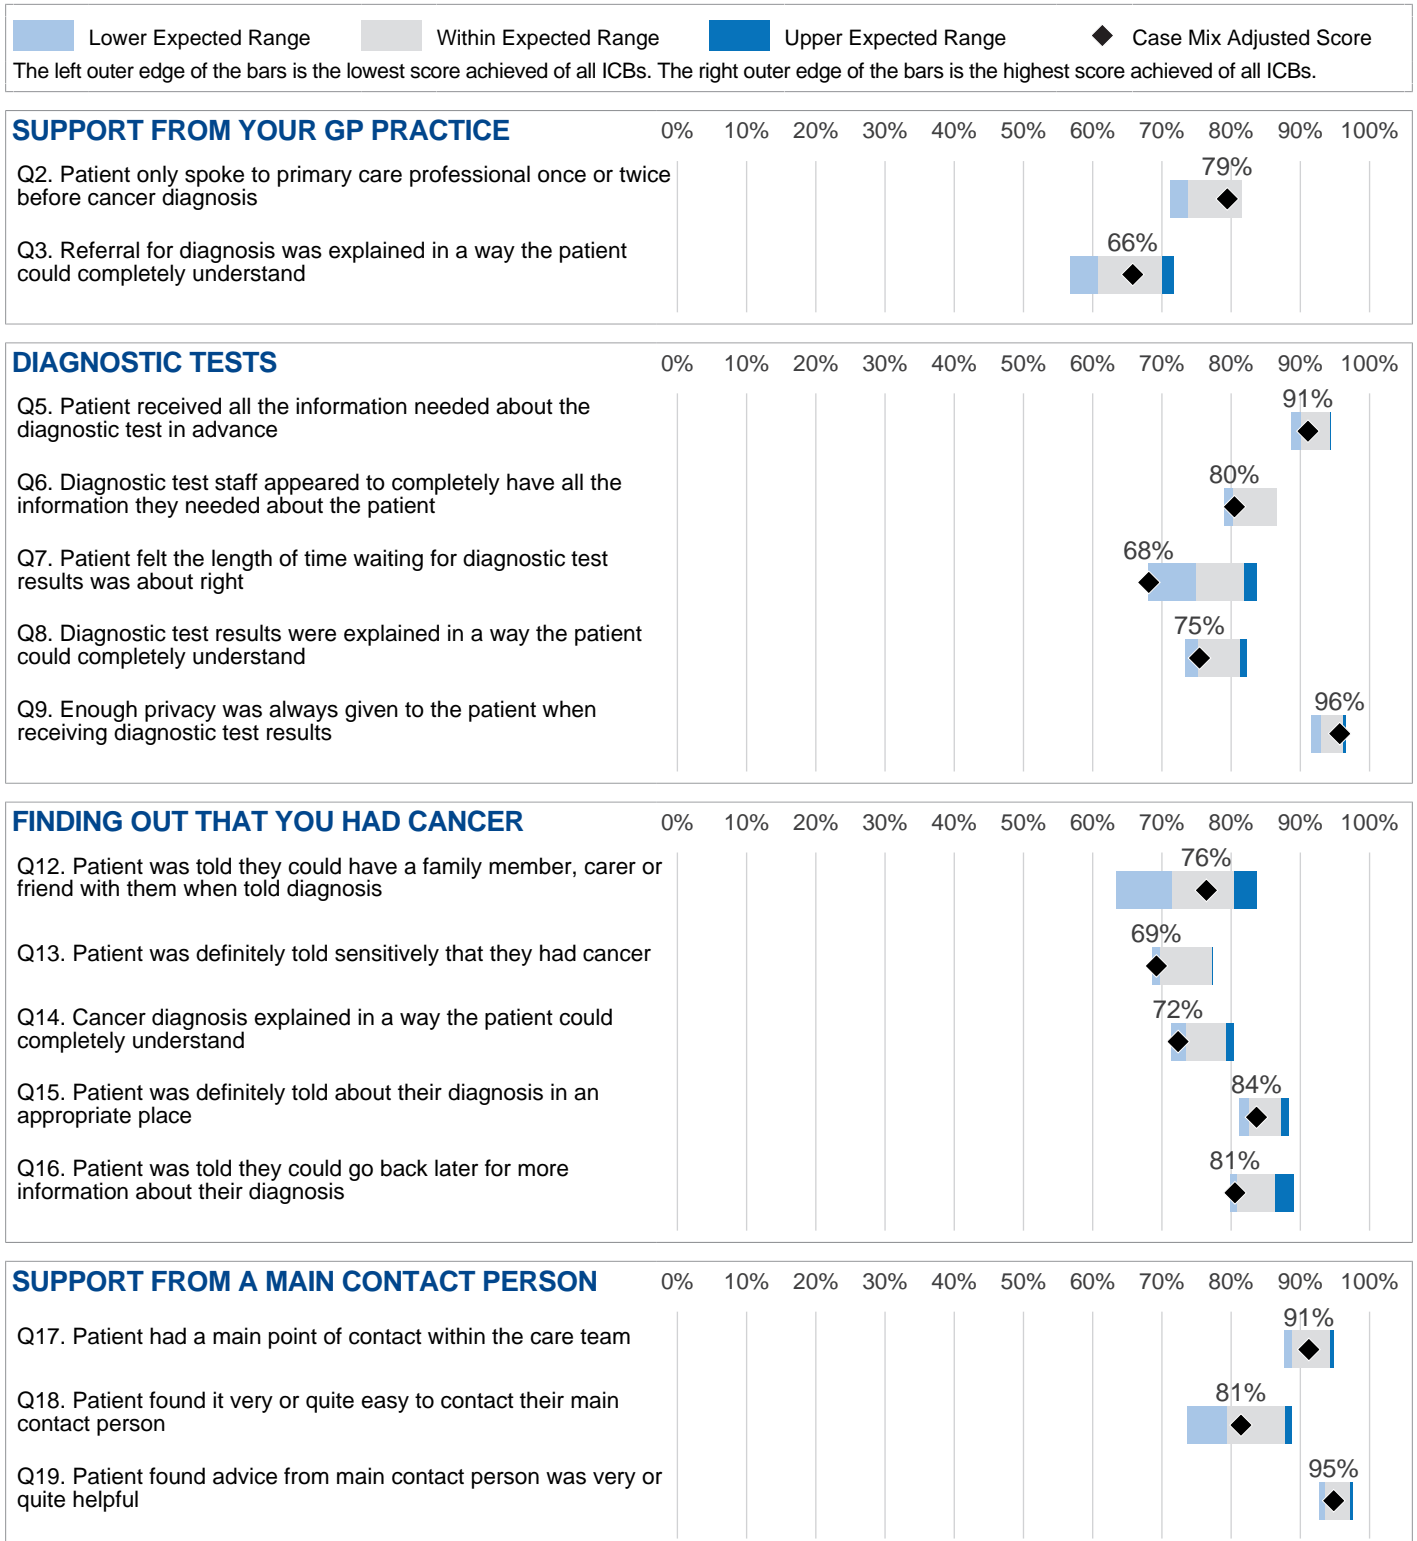 Lower Expected Range Within Expected Range Upper Expected Range Case Mix Adjusted Score
The left outer edge of the bars is the lowest score achieved of all ICBs. The right outer edge of the bars is the highest score achieved of all ICBs.
SUPPORT FROM YOUR GP PRACTICE 0% 10% 20% 30% 40% 50% 60% 70% 80% 90% 100%
79%
Q2. Patient only spoke to primary care professional once or twice
before cancer diagnosis
66%
Q3. Referral for diagnosis was explained in a way the patient
could completely understand
DIAGNOSTIC TESTS 0% 10% 20% 30% 40% 50% 60% 70% 80% 90% 100%
91%
Q5. Patient received all the information needed about the
diagnostic test in advance
80%
Q6. Diagnostic test staff appeared to completely have all the
information they needed about the patient
68%
Q7. Patient felt the length of time waiting for diagnostic test
results was about right
75%
Q8. Diagnostic test results were explained in a way the patient
could completely understand
96%
Q9. Enough privacy was always given to the patient when
receiving diagnostic test results
FINDING OUT THAT YOU HAD CANCER 0% 10% 20% 30% 40% 50% 60% 70% 80% 90% 100%
76%
Q12. Patient was told they could have a family member, carer or
friend with them when told diagnosis
69%
Q13. Patient was definitely told sensitively that they had cancer
72%
Q14. Cancer diagnosis explained in a way the patient could
completely understand
84%
Q15. Patient was definitely told about their diagnosis in an
appropriate place
81%
Q16. Patient was told they could go back later for more
information about their diagnosis
SUPPORT FROM A MAIN CONTACT PERSON 0% 10% 20% 30% 40% 50% 60% 70% 80% 90% 100%
91%
Q17. Patient had a main point of contact within the care team
81%
Q18. Patient found it very or quite easy to contact their main
contact person
95%
Q19. Patient found advice from main contact person was very or
quite helpful